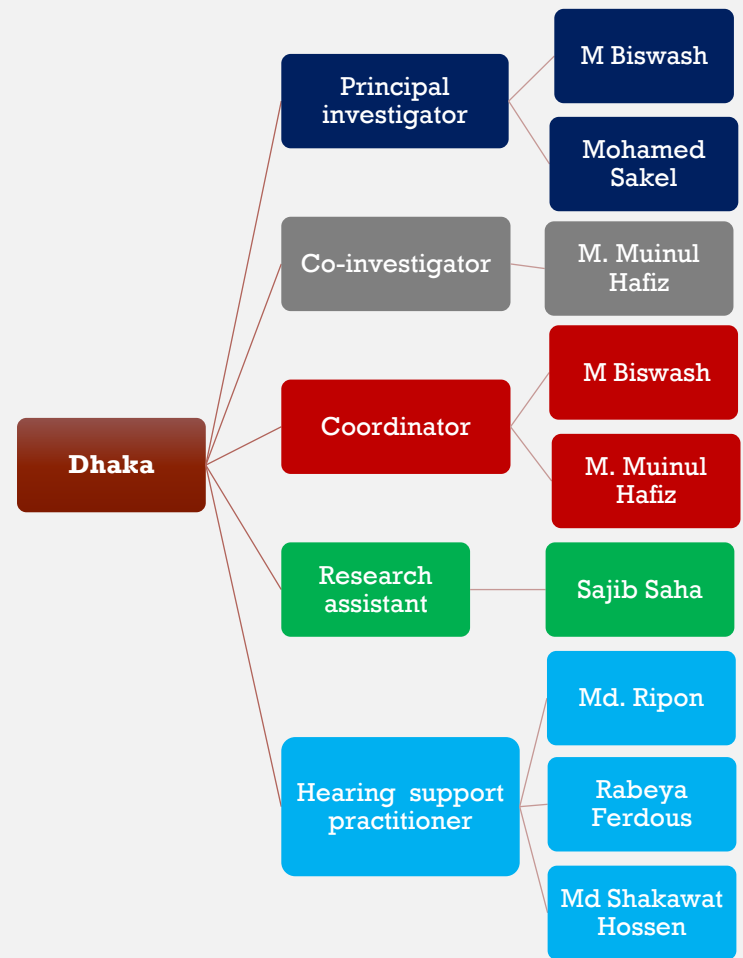 Dhaka
Principal
investigator
M Biswash
Mohamed
Sakel
Co-investigator
M. Muinul
Hafiz
Coordinator
M Biswash
M. Muinul
Hafiz
Research
assistant
Sajib Saha
Hearing support
practitioner
Md. Ripon
Rabeya
Ferdous
Md Shakawat
Hossen